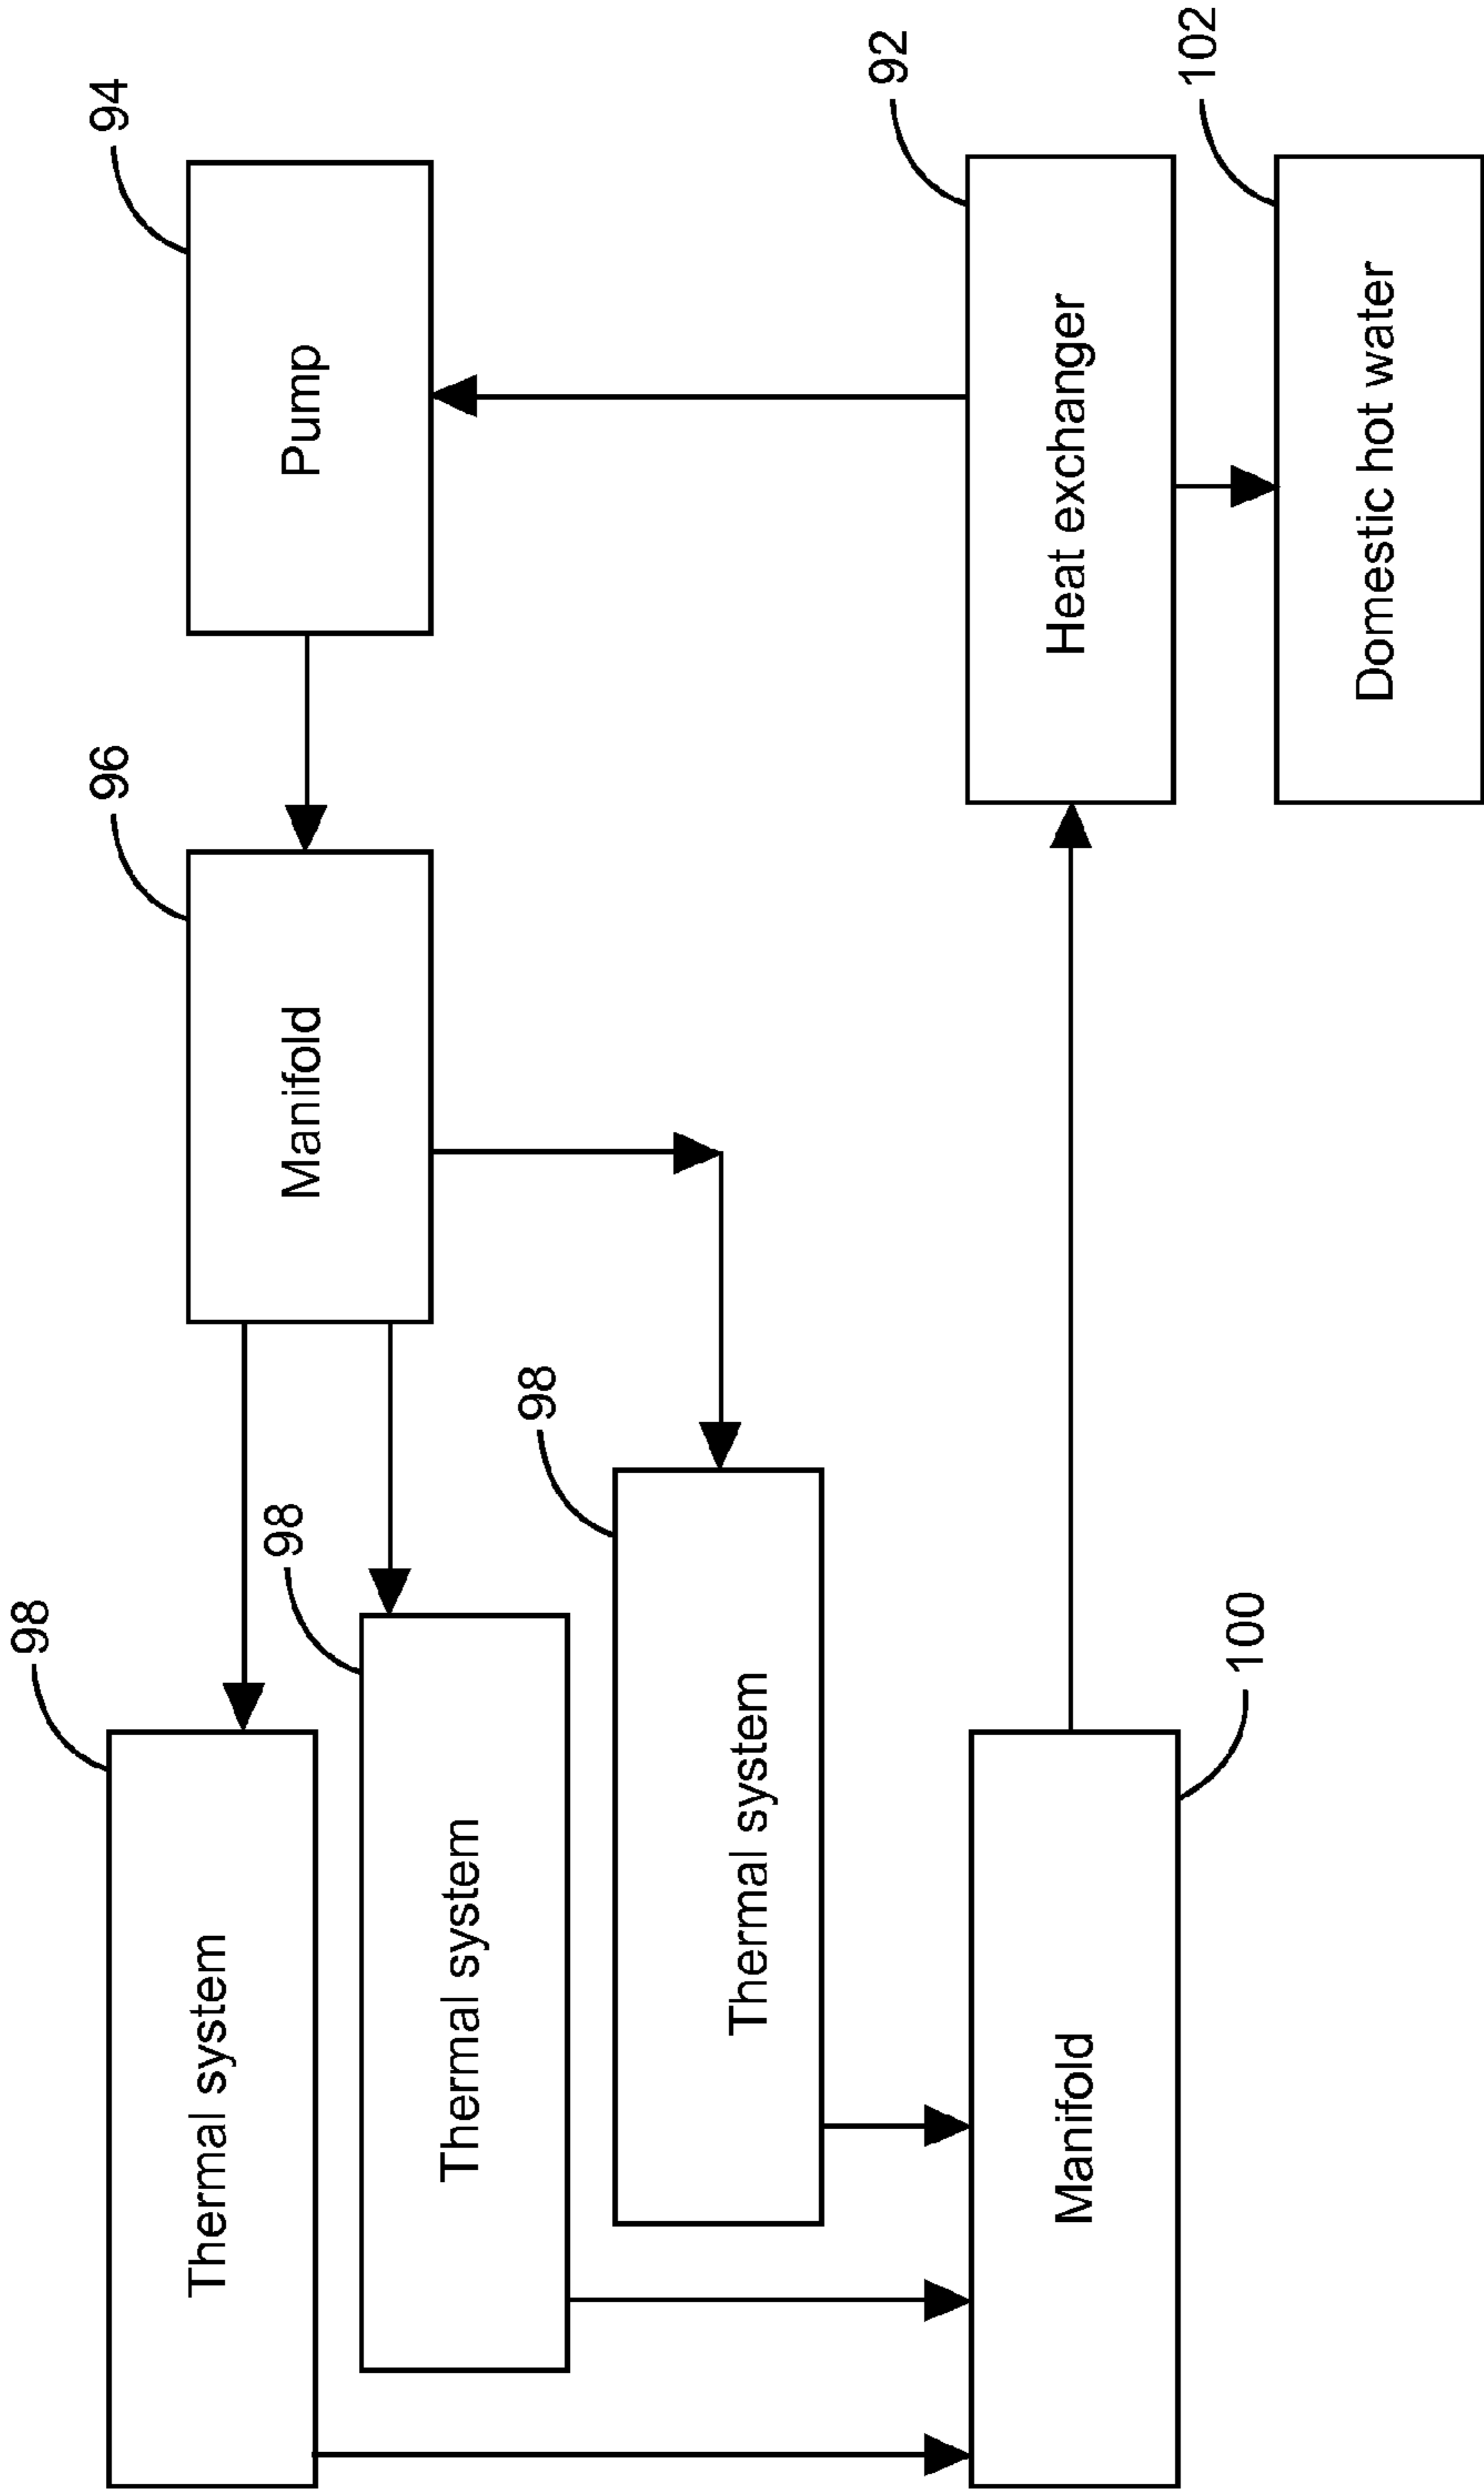 98
Thermal system
98
Thermal system
98
Thermal system
96
Manifold
94
Pump
100
Manifold
92
Heat exchanger
102
Domestic hot water